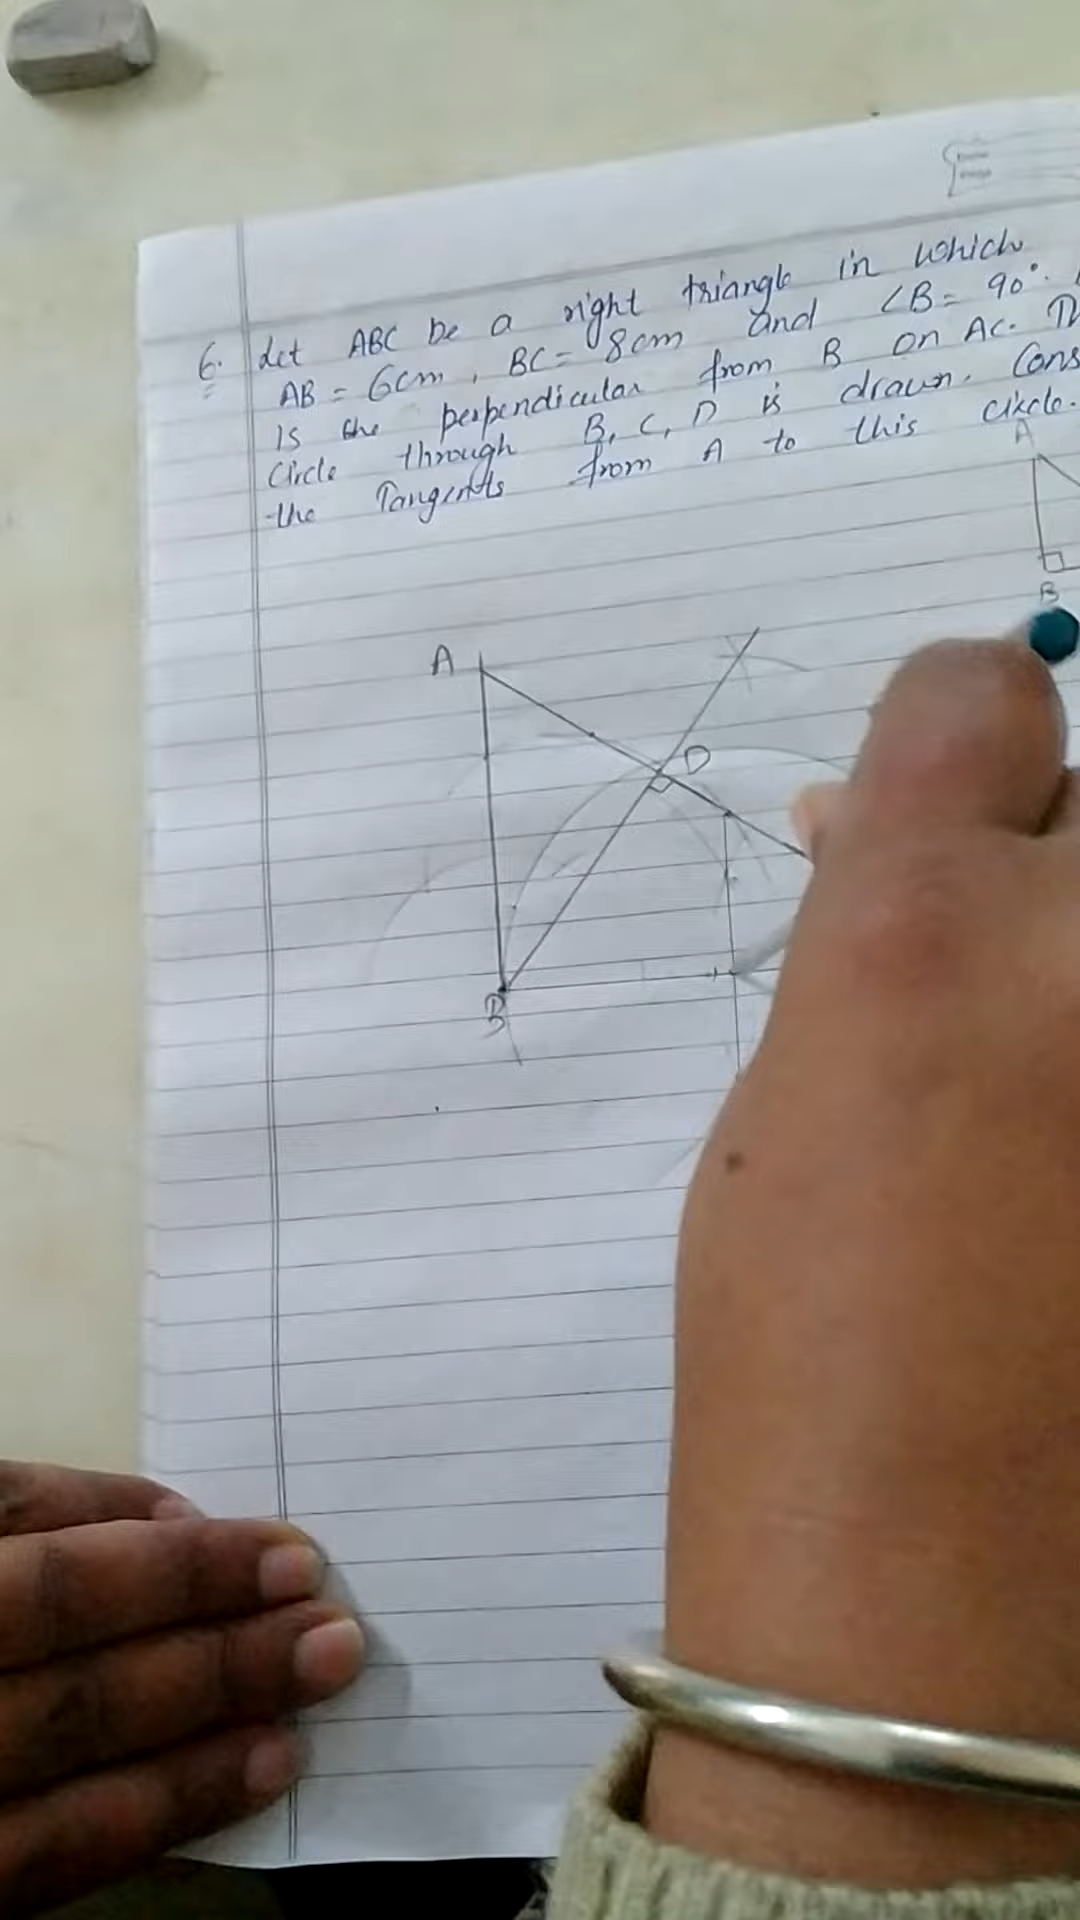 6. Let ABC be a right triangle in which
AB = 6cm, BC = 8cm and ∠B = 90°.
is the perpendicular from B on AC. Th
Circle through B, C, D is drawn. Cons
the Tangents from A to this circle.
A
B
A
D
B